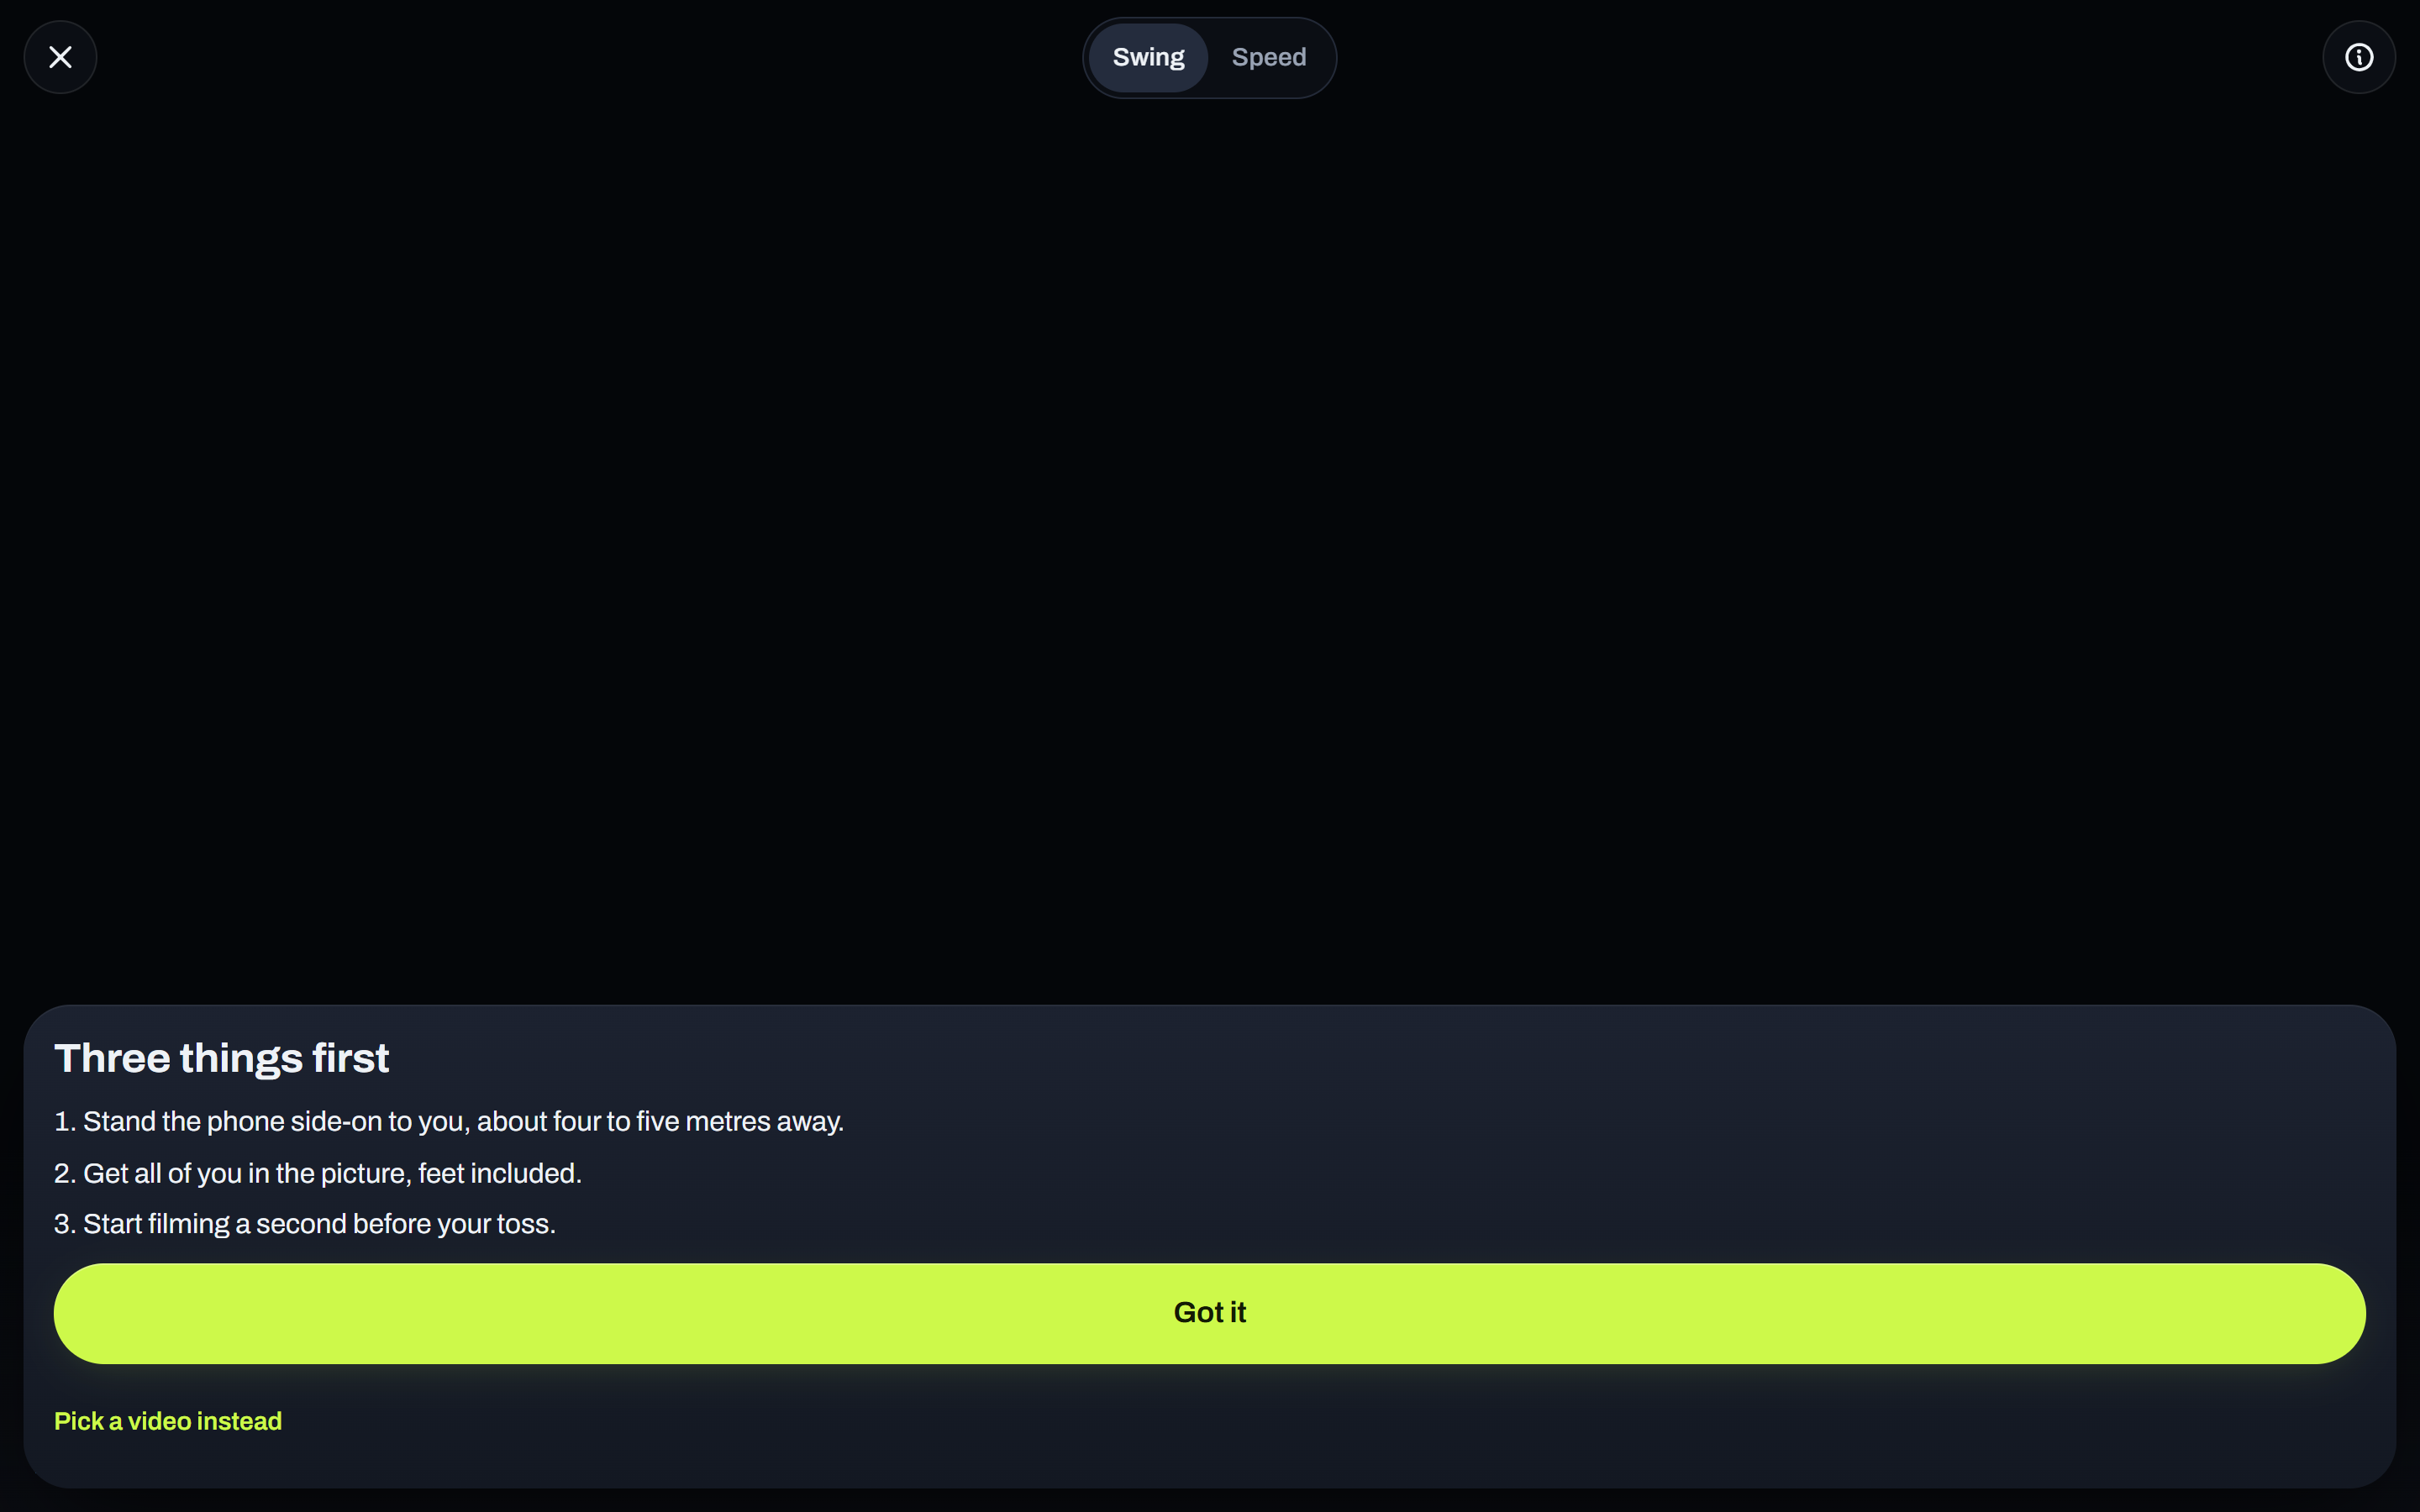 Swing
Speed
Three things first
1. Stand the phone side-on to you, about four to five metres away.
2. Get all of you in the picture, feet included.
3. Start filming a second before your toss.
Got it
Pick a video instead